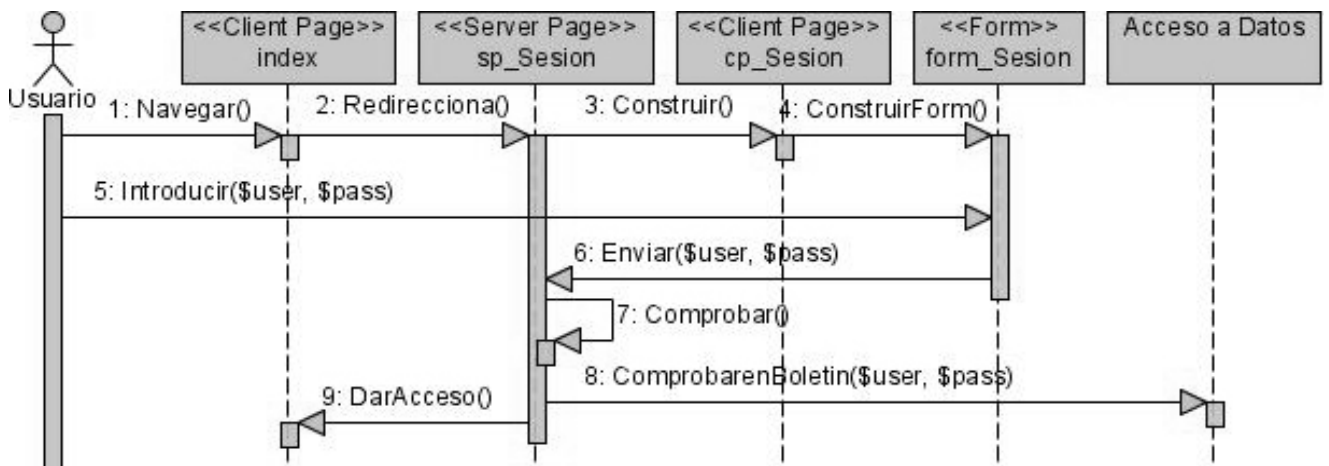 <<Client Page>>
index
<<Server Page>>
sp_Sesion
<<Client Page>>
cp_Sesion
<<Form>>
form_Sesion
Acceso a Datos
Usuario
1: Navegar()
2: Redirecciona()
3: Construir()
4: ConstruirForm()
5: Introducir($user, $pass)
6: Enviar($user, $pass)
7: Comprobar()
8: ComprobarenBoletin($user, $pass)
9: DarAcceso()